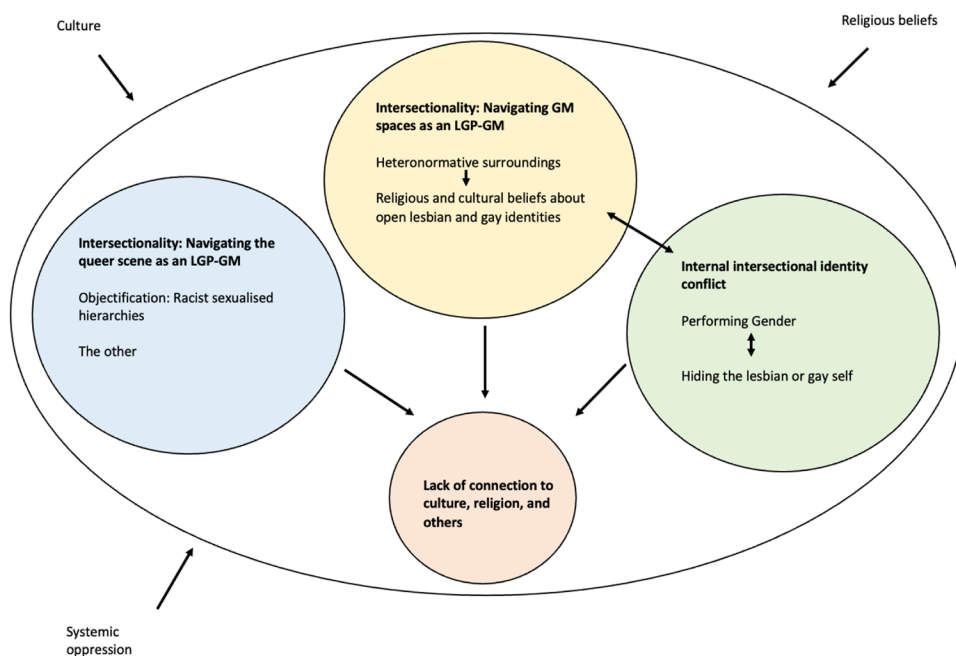 Culture
Religious beliefs
Intersectionality: Navigating GM
spaces as an LGP-GM
Heteronormative surroundings
Religious and cultural beliefs about
open lesbian and gay identities
Intersectionality: Navigating the
queer scene as an LGP-GM
Objectification: Racist sexualised
hierarchies
The other
Internal intersectional identity
conflict
Performing Gender
Hiding the lesbian or gay self
Lack of connection to
culture, religion, and
others
Systemic
oppression